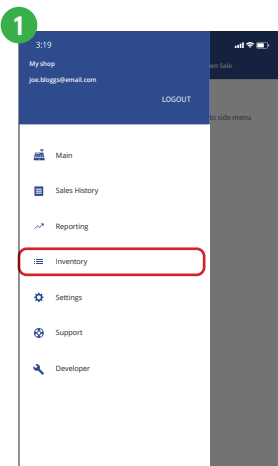 1
3:19
My shop
en Sale
joe.bloggs@email.com
LOGOUT
to side menu
Main
Sales History
Reporting
Inventory
Settings
Support
Developer